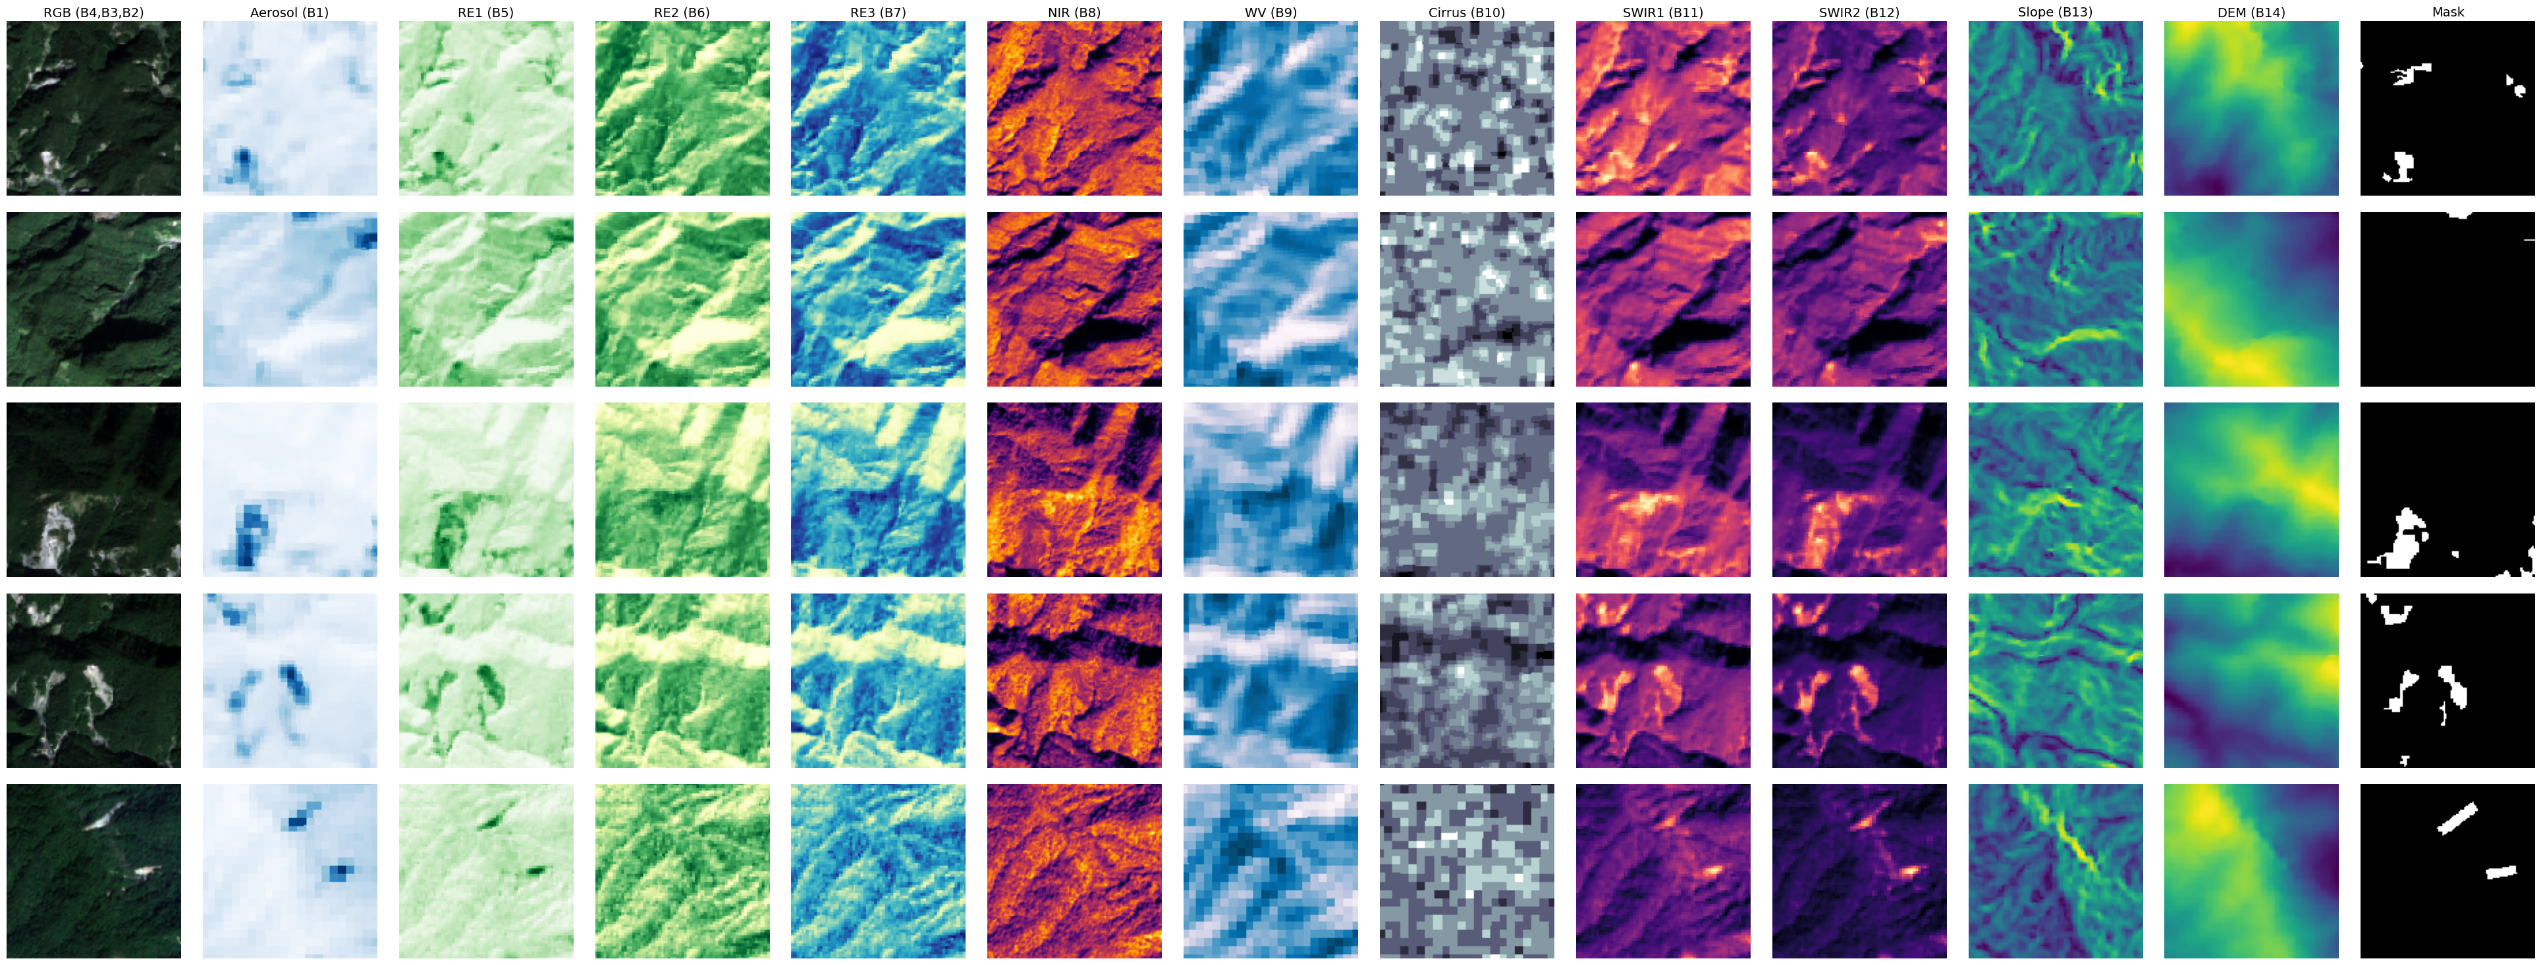 RGB (B4,B3,B2)
Aerosol (B1)
RE1 (B5)
RE2 (B6)
RE3 (B7)
NIR (B8)
WV (B9)
Cirrus (B10)
SWIR1 (B11)
SWIR2 (B12)
Slope (B13)
DEM (B14)
Mask